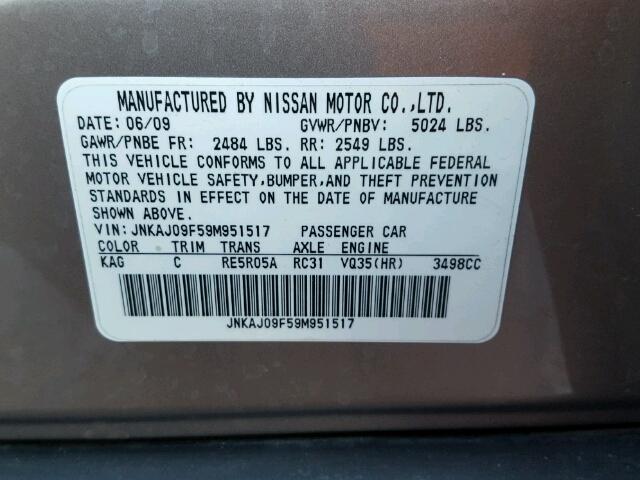 MANUFACTURED BY NISSAN MOTOR CO.,LTD.
DATE: 06/09 GVWR/PNBV: 5024 LBS.
GAWR/PNBE FR: 2484 LBS. RR: 2549 LBS.
THIS VEHICLE CONFORMS TO ALL APPLICABLE FEDERAL
MOTOR VEHICLE SAFETY,BUMPER,AND THEFT PREVENTION
STANDARDS IN EFFECT ON THE DATE OF MANUFACTURE
SHOWN ABOVE.
VIN: JNKAJ09F59M951517 PASSENGER CAR
COLOR TRIM TRANS AXLE ENGINE
KAG C RE5R05A RC31 VQ35(HR) 3498CC
JNKAJ09F59M951517